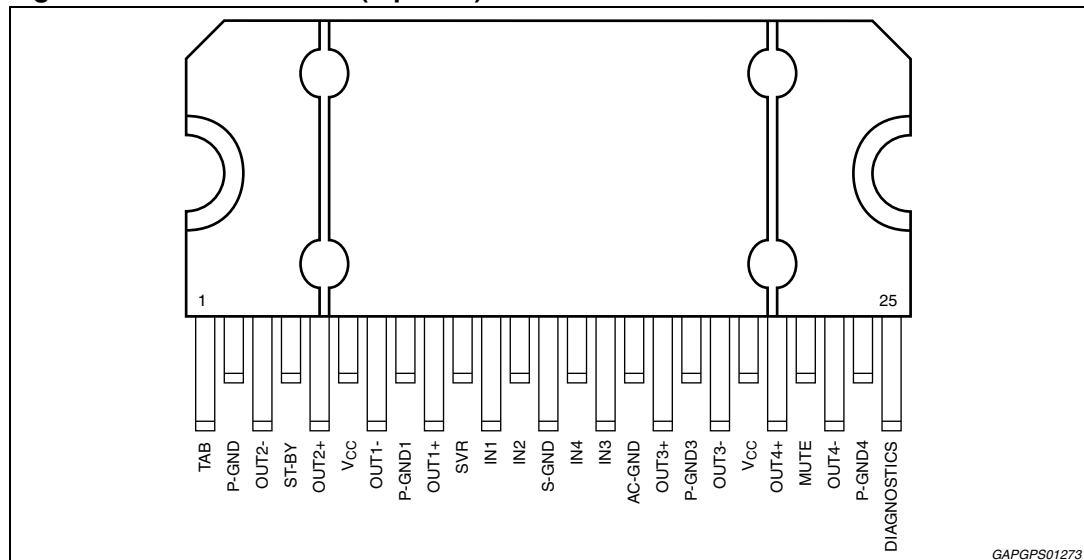 1
25
TAB
P-GND
OUT2-
ST-BY
OUT2+
VCC
OUT1-
P-GND1
OUT1+
SVR
IN1
IN2
S-GND
IN4
IN3
AC-GND
OUT3+
P-GND3
OUT3-
VCC
OUT4+
MUTE
OUT4-
P-GND4
DIAGNOSTICS
GAPGPS01273